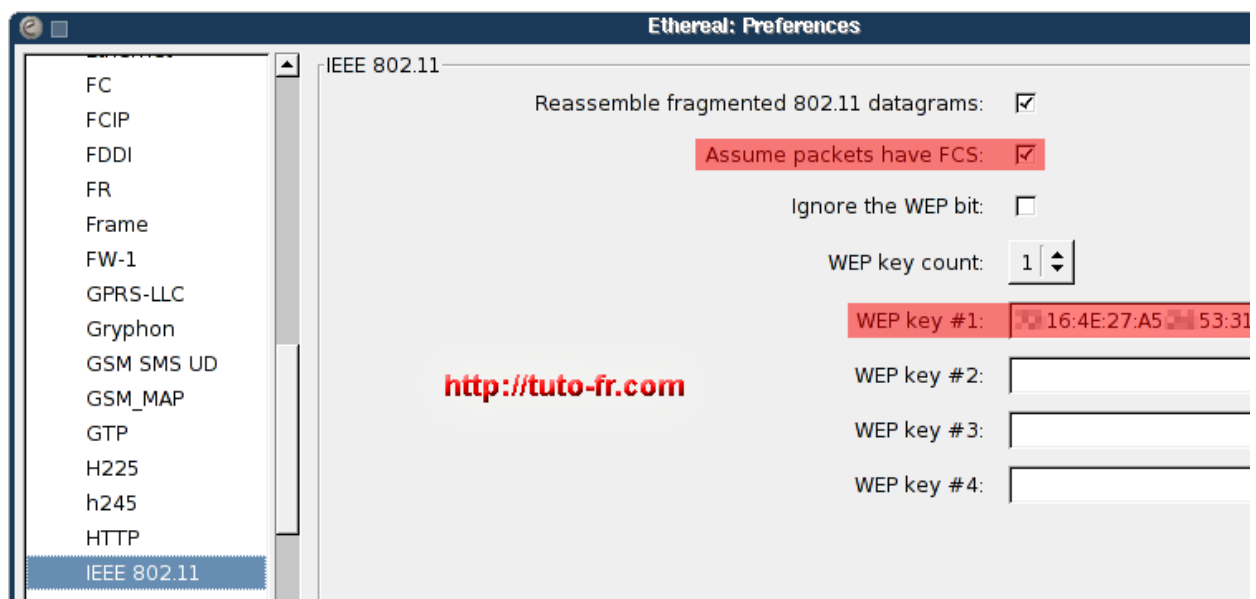 Ethereal: Preferences
Ethernet
FC
FCIP
FDDI
FR
Frame
FW-1
GPRS-LLC
Gryphon
GSM SMS UD
GSM_MAP
GTP
H225
h245
HTTP
IEEE 802.11
IEEE 802.11
Reassemble fragmented 802.11 datagrams:
Assume packets have FCS:
Ignore the WEP bit:
WEP key count: 1
WEP key #1: 16:4E:27:A5 53:31
WEP key #2:
http://tuto-fr.com
WEP key #3:
WEP key #4: